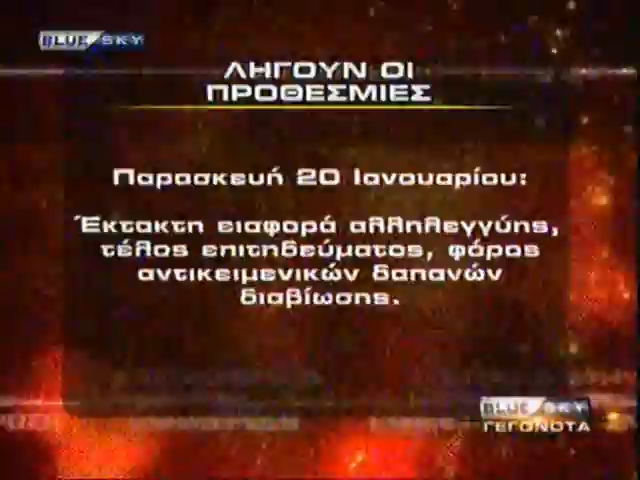 BLUE SKY
ΛΗΓΟΥΝ ΟΙ
ΠΡΟΘΕΣΜΙΕΣ
Παρασκευή 20 Ιανουαρίου:
Έκτακτη ειαφορά αλληλεγγύης,
τέλος επιτηδεύματος, φόρος
αντικειμενικών δαπανών
διαβίωσης.
BLUE SKY
ΓΕΓΟΝΟΤΑ